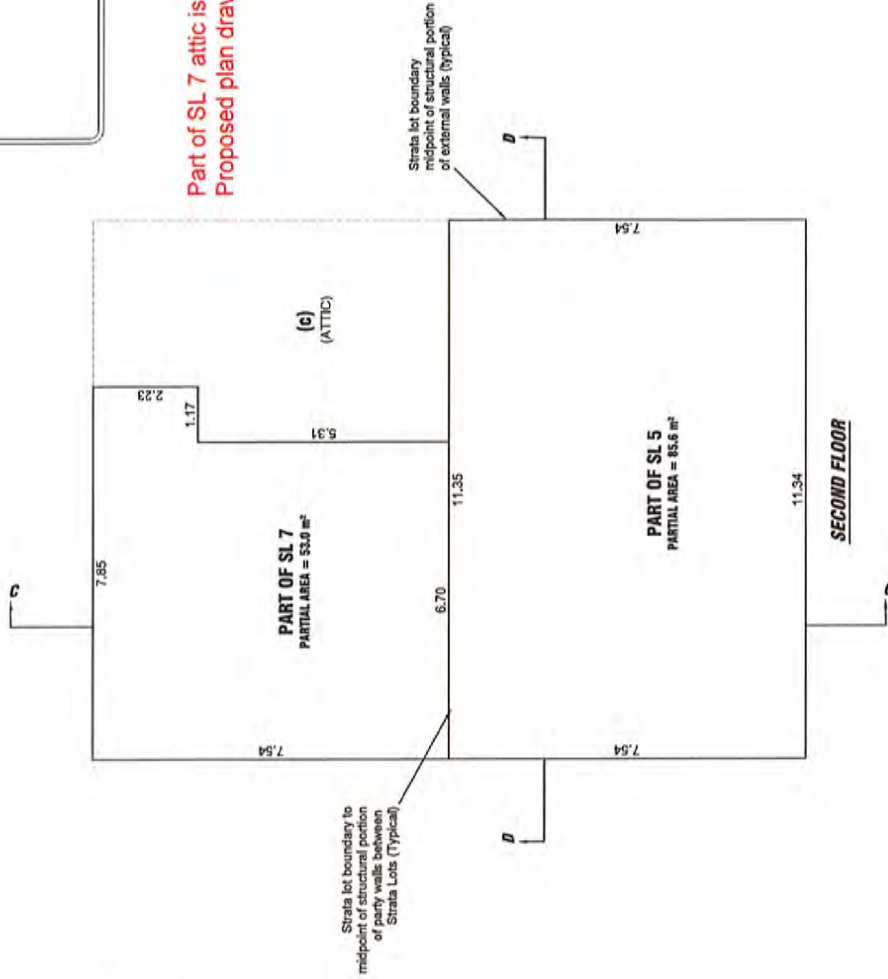 Part of SL 7 attic is
Proposed plan draw
Strata lot boundary
midpoint of structural portion
of external walls (typical)
C
D
7.85
2.23
1.17
(c)
(ATTIC)
5.31
7.54
PART OF SL 7
PARTIAL AREA = 53.0 m²
6.70
11.35
7.54
7.54
PART OF SL 5
PARTIAL AREA = 85.6 m²
11.34
Strata lot boundary to
midpoint of structural portion
of party walls between
Strata Lots (Typical)
D
SECOND FLOOR